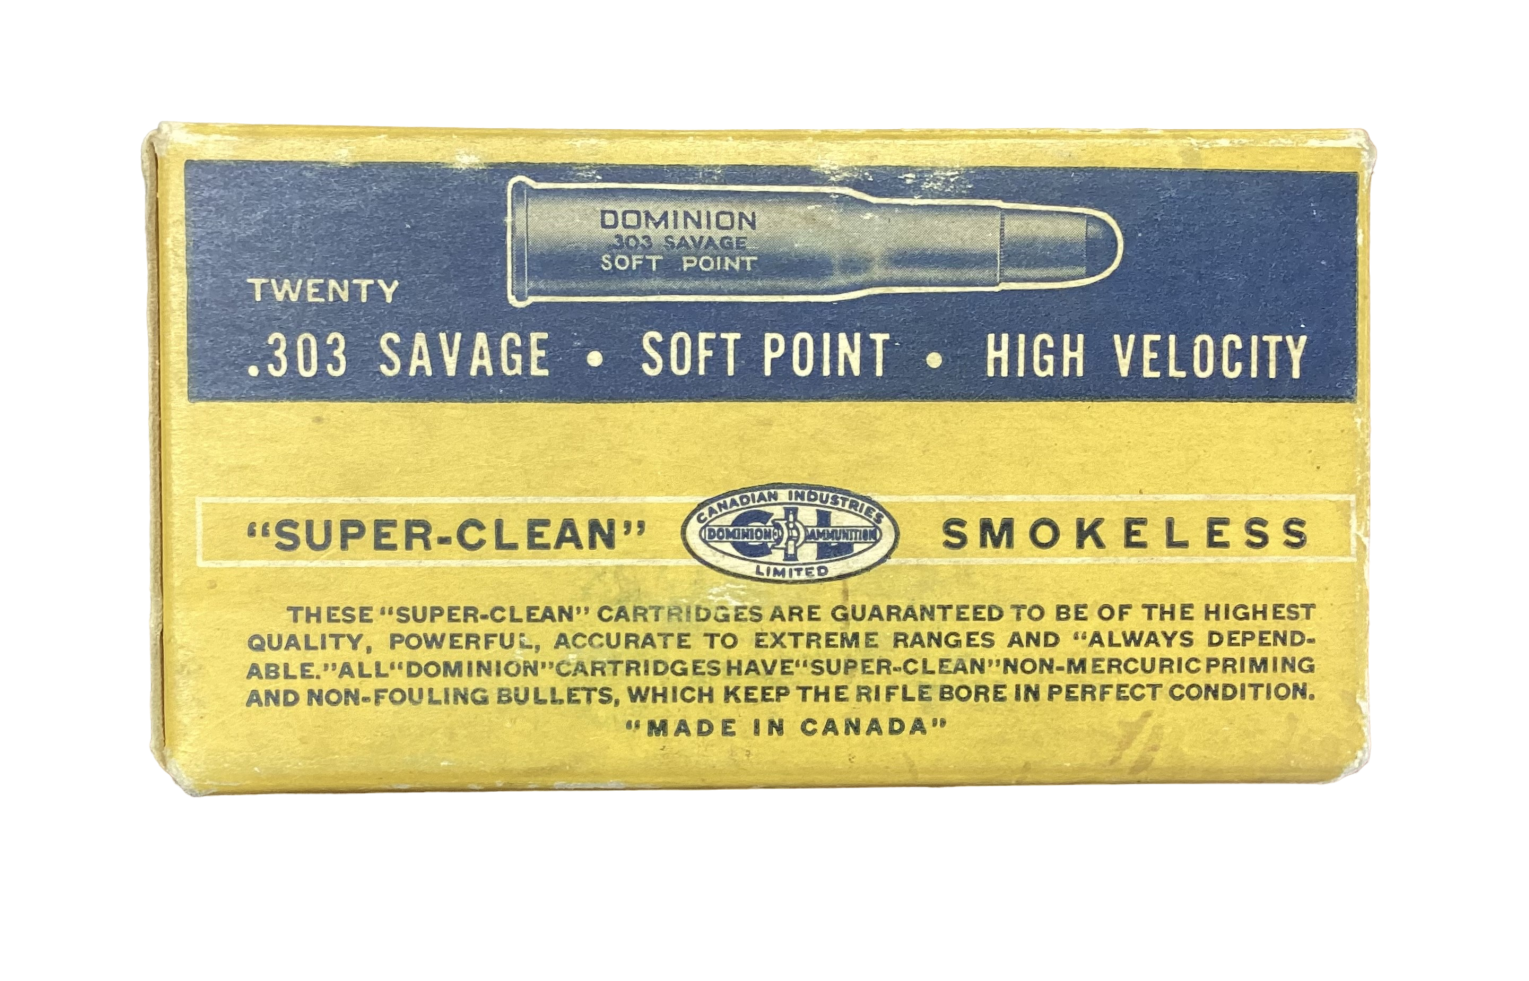 DOMINION
.303 SAVAGE
SOFT POINT
TWENTY
.303 SAVAGE • SOFT POINT • HIGH VELOCITY
"SUPER-CLEAN"
CANADIAN INDUSTRIES
CIL
DOMINION AMMUNITION
LIMITED
SMOKELESS
THESE "SUPER-CLEAN" CARTRIDGES ARE GUARANTEED TO BE OF THE HIGHEST
QUALITY, POWERFUL, ACCURATE TO EXTREME RANGES AND "ALWAYS DEPEND-
ABLE." ALL "DOMINION" CARTRIDGES HAVE "SUPER-CLEAN" NON-MERCURIC PRIMING
AND NON-FOULING BULLETS, WHICH KEEP THE RIFLE BORE IN PERFECT CONDITION.
"MADE IN CANADA"